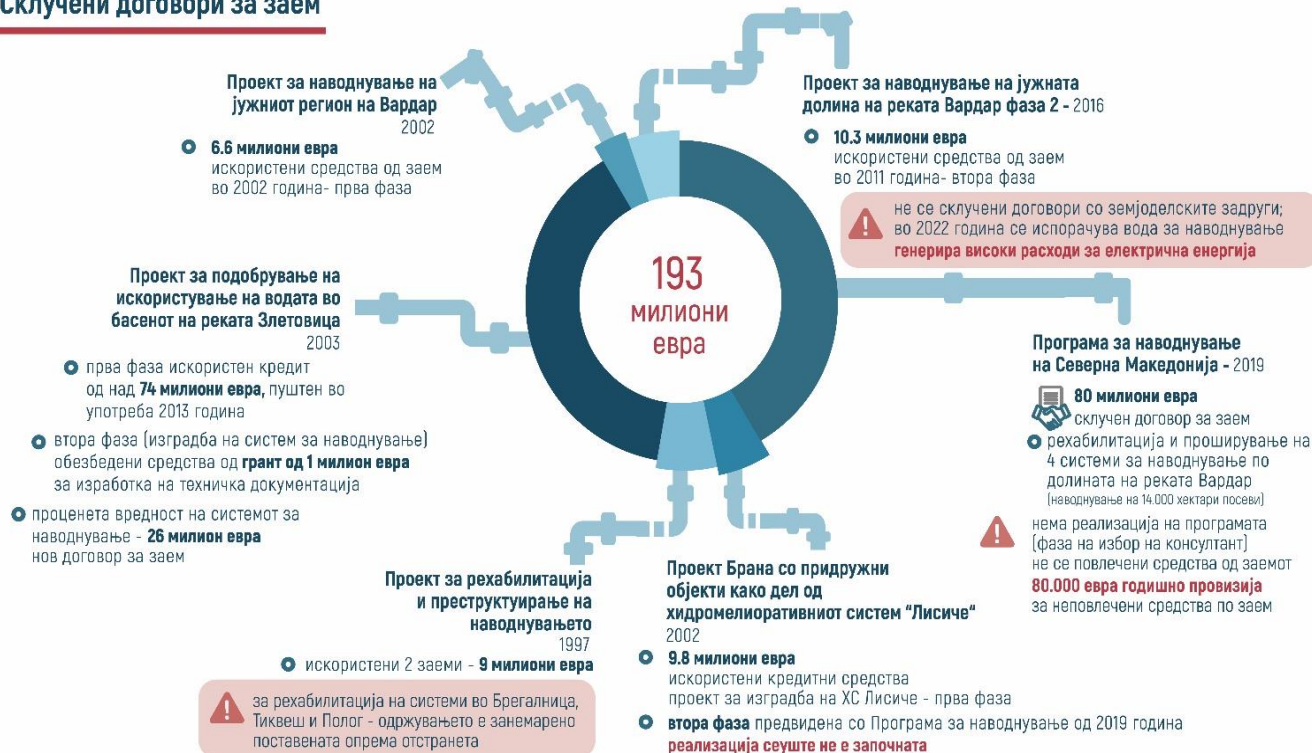 Склучени договори за заем
Проект за наводнување на
јужниот регион на Вардар
2002
6.6 милиони евра
искористени средства од заем
во 2002 година- прва фаза
Проект за наводнување на јужната
долина на реката Вардар фаза 2 - 2016
10.3 милиони евра
искористени средства од заем
во 2011 година- втора фаза
не се склучени договори со земјоделските задруги;
во 2022 година се испорачува вода за наводнување
генерира високи расходи за електрична енергија
193
милиони
евра
Проект за подобрување на
искористување на водата во
басенот на реката Злетовица
2003
прва фаза искористен кредит
од над 74 милиони евра, пуштен во
употреба 2013 година
втора фаза (изградба на систем за наводнување)
обезбедени средства од грант од 1 милион евра
за изработка на техничка документација
проценета вредност на системот за
наводнување - 26 милион евра
нов договор за заем
Програма за наводнување
на Северна Македонија - 2019
80 милиони евра
склучен договор за заем
рехабилитација и проширување на
4 системи за наводнување по
долината на реката Вардар
(наводнување на 14.000 хектари посеви)
нема реализација на програмата
(фаза на избор на консултант)
не се повлечени средства од заемот
80.000 евра годишно провизија
за неповлечени средства по заем
Проект за рехабилитација
и преструктуирање на
наводнувањето
1997
искористени 2 заеми - 9 милиони евра
за рехабилитација на системи во Брегалница,
Тиквеш и Полог - одржувањето е занемарено
поставената опрема отстранета
Проект Брана со придружни
објекти како дел од
хидромелиоративниот систем "Лисиче"
2002
9.8 милиони евра
искористени кредитни средства
проект за изградба на ХС Лисиче - прва фаза
втора фаза предвидена со Програма за наводнување од 2019 година
реализација сеуште не е започната